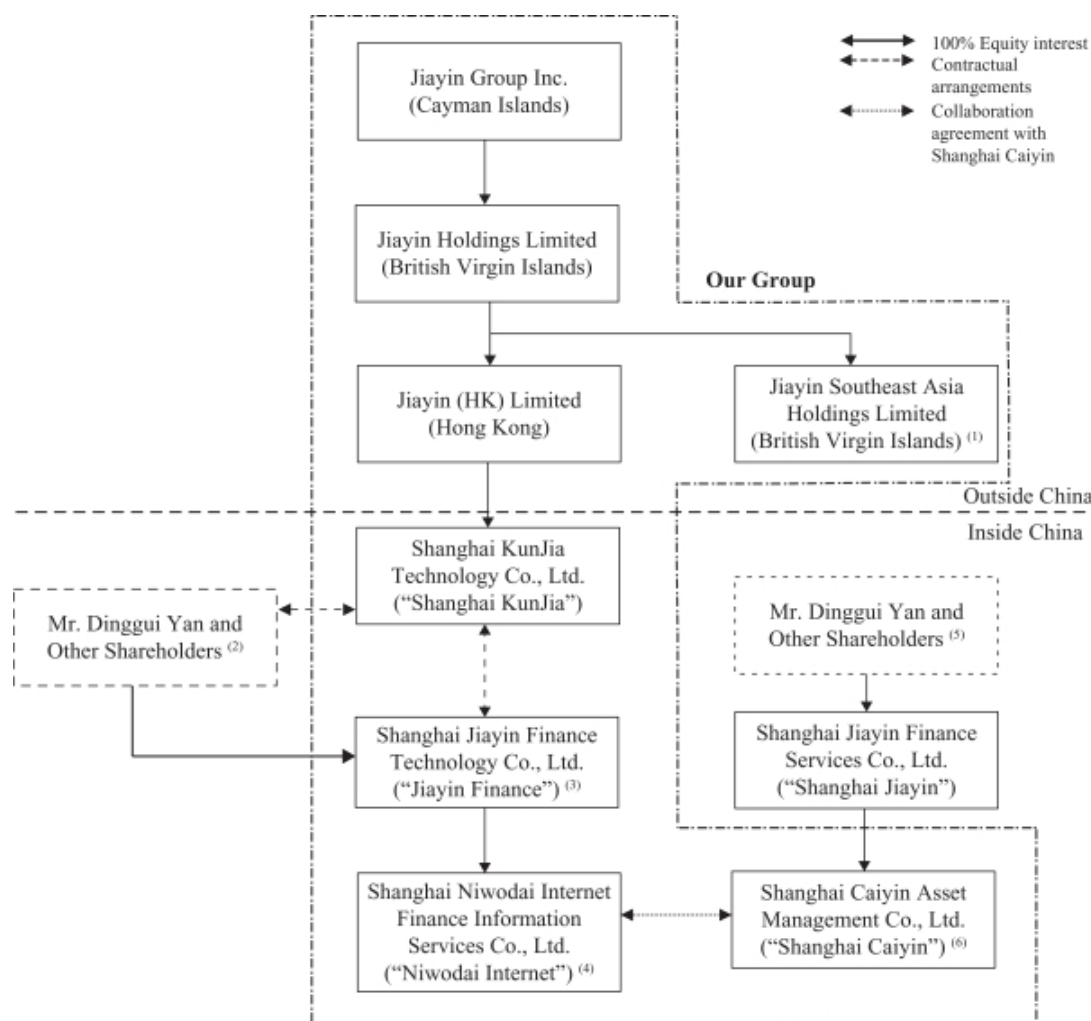 Jiayin Group Inc.
(Cayman Islands)
100% Equity interest
Contractual
arrangements
Collaboration
agreement with
Shanghai Caiyin
Jiayin Holdings Limited
(British Virgin Islands)
Our Group
Jiayin (HK) Limited
(Hong Kong)
Jiayin Southeast Asia
Holdings Limited
(British Virgin Islands) (1)
Outside China
Inside China
Shanghai KunJia
Technology Co., Ltd.
(“Shanghai KunJia”)
Mr. Dinggui Yan and
Other Shareholders (2)
Mr. Dinggui Yan and
Other Shareholders (5)
Shanghai Jiayin Finance
Technology Co., Ltd.
(“Jiayin Finance”) (3)
Shanghai Jiayin Finance
Services Co., Ltd.
(“Shanghai Jiayin”)
Shanghai Niwodai Internet
Finance Information
Services Co., Ltd.
(“Niwodai Internet”) (4)
Shanghai Caiyin Asset
Management Co., Ltd.
(“Shanghai Caiyin”) (6)